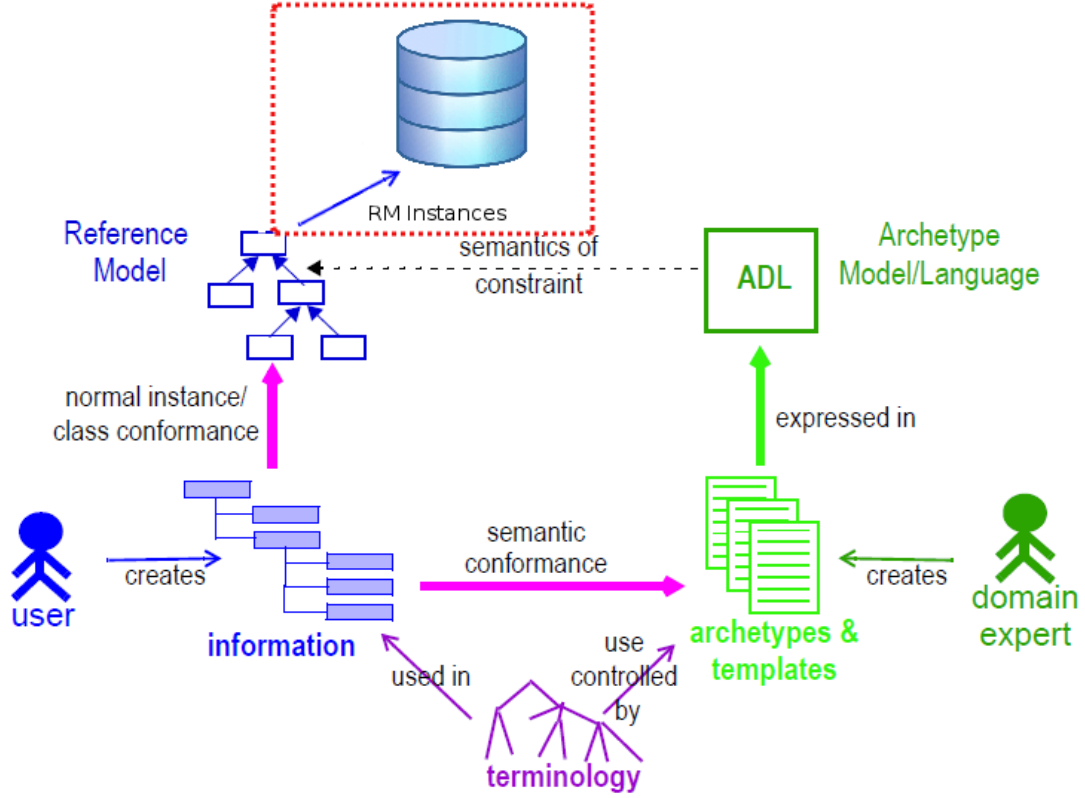 RM Instances
Reference
Model
semantics of
constraint
ADL
Archetype
Model/Language
normal instance/
class conformance
expressed in
user
creates
information
semantic
conformance
archetypes &
templates
creates
domain
expert
used in
use
controlled
by
terminology